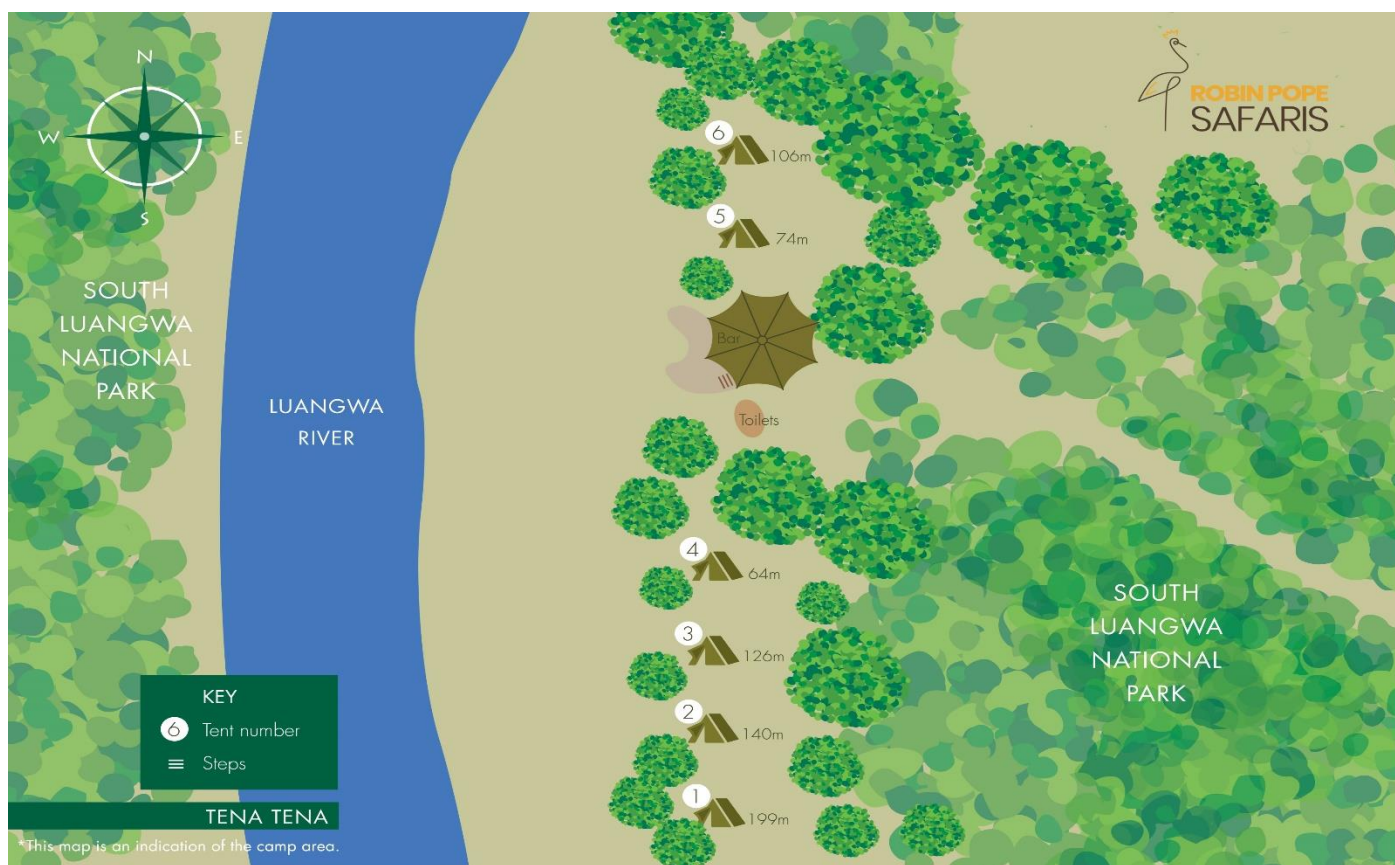 N
W
E
S
ROBIN POPE
SAFARIS
6
106m
5
74m
SOUTH
LUANGWA
NATIONAL
PARK
Bar
LUANGWA
RIVER
Toilets
4
64m
3
126m
2
140m
1
199m
SOUTH
LUANGWA
NATIONAL
PARK
KEY
6 Tent number
Steps
TENA TENA
*This map is an indication of the camp area.